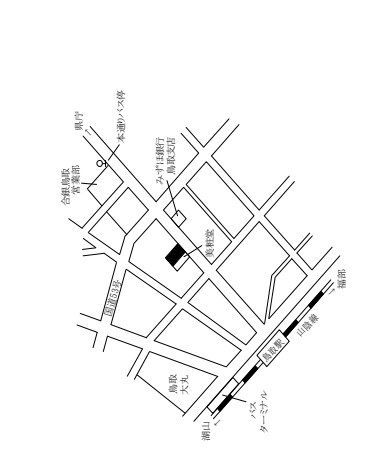 県庁
本通りバス停
合銀鳥取
営業部
みずほ銀行
鳥取支店
美粧堂
国道53号
鳥取
大丸
鳥取駅
山陰線
福部
湖山
バス
ターミナル